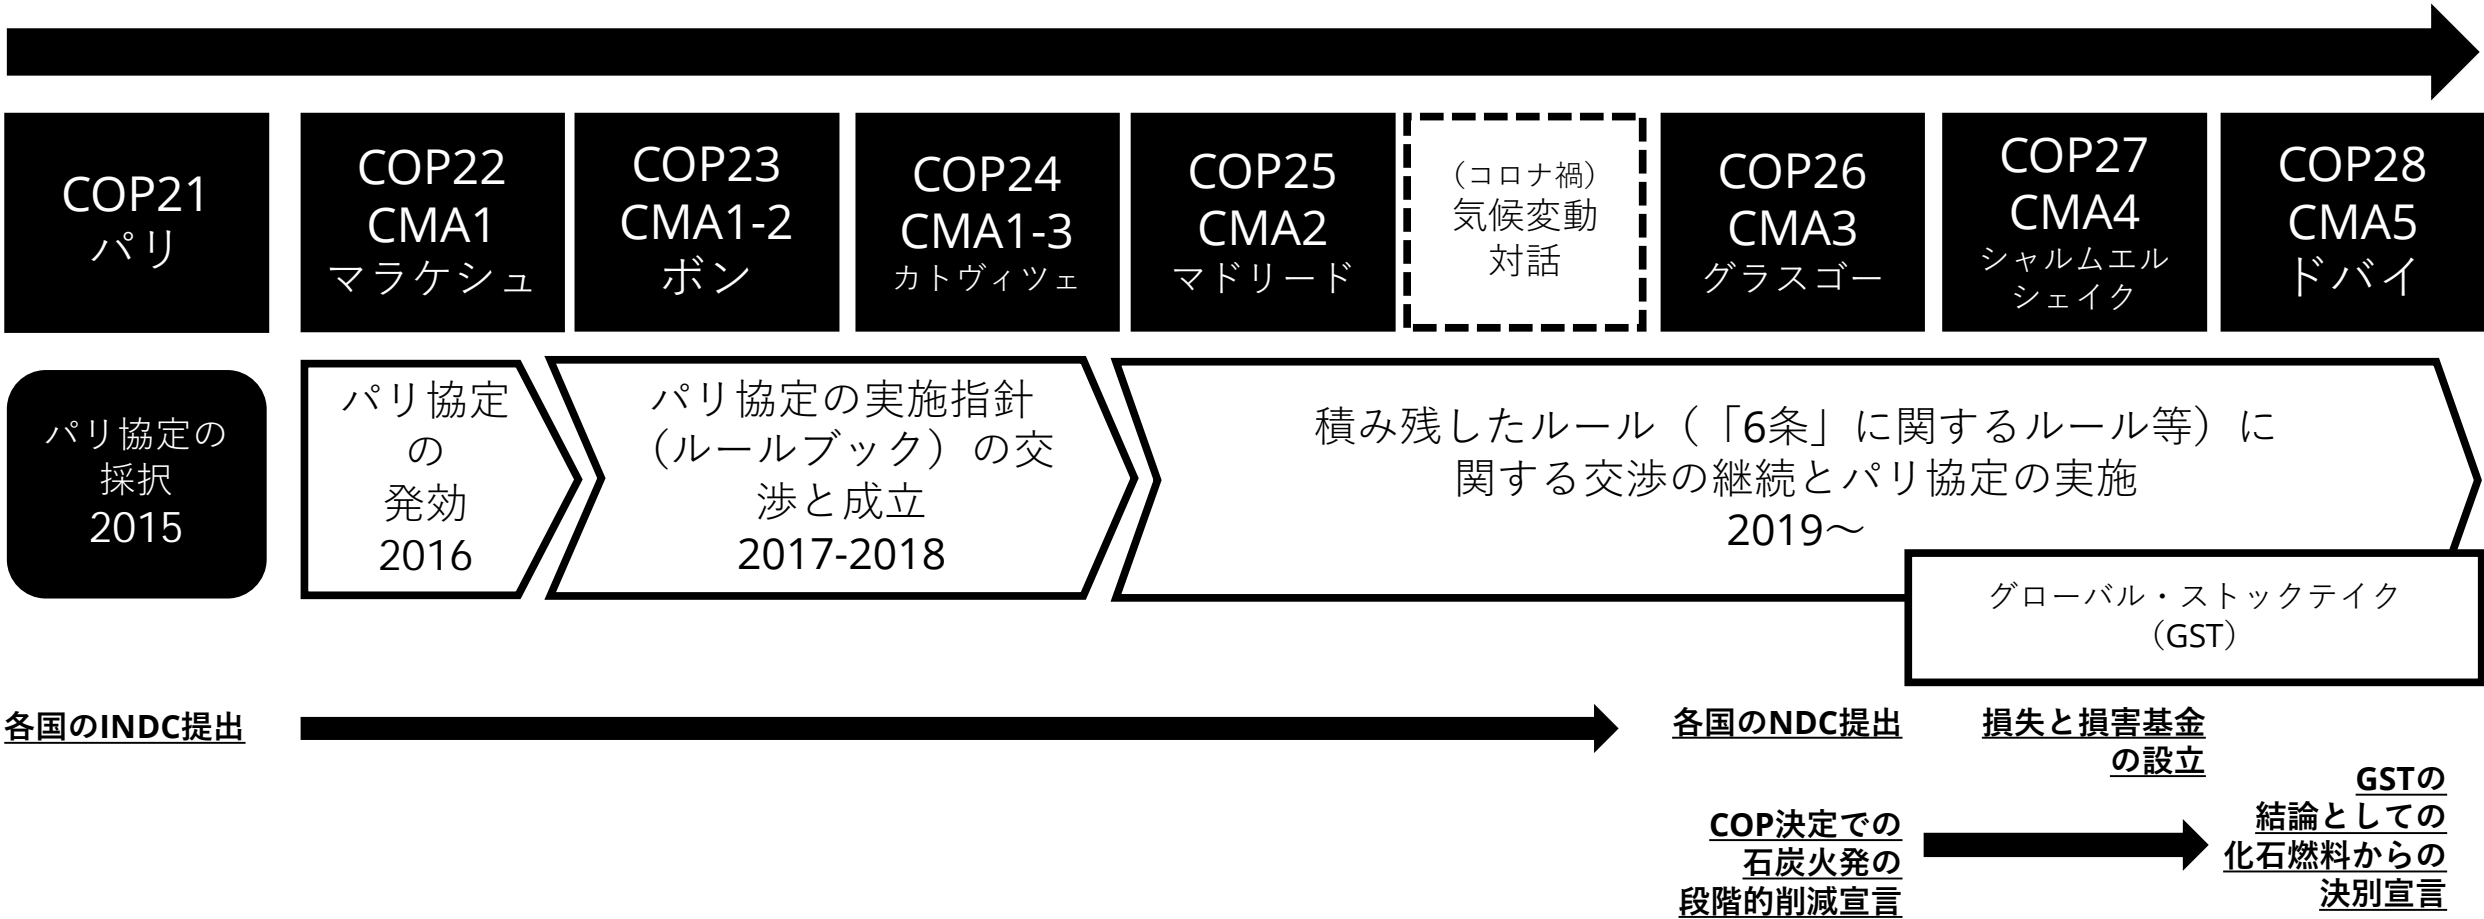 COP21
パリ
COP22
CMA1
マラケシュ
COP23
CMA1-2
ボン
COP24
CMA1-3
カトヴィツェ
COP25
CMA2
マドリード
（コロナ禍）
気候変動
対話
COP26
CMA3
グラスゴー
COP27
CMA4
シャルムエル
シェイク
COP28
CMA5
ドバイ
パリ協定の
採択
2015
パリ協定
の
発効
2016
パリ協定の実施指針
（ルールブック）の交
渉と成立
2017-2018
積み残したルール（「6条」に関するルール等）に
関する交渉の継続とパリ協定の実施
2019～
グローバル・ストックテイク
（GST）
各国のINDC提出
各国のNDC提出
損失と損害基金
の設立
COP決定での
石炭火発の
段階的削減宣言
GSTの
結論としての
化石燃料からの
決別宣言